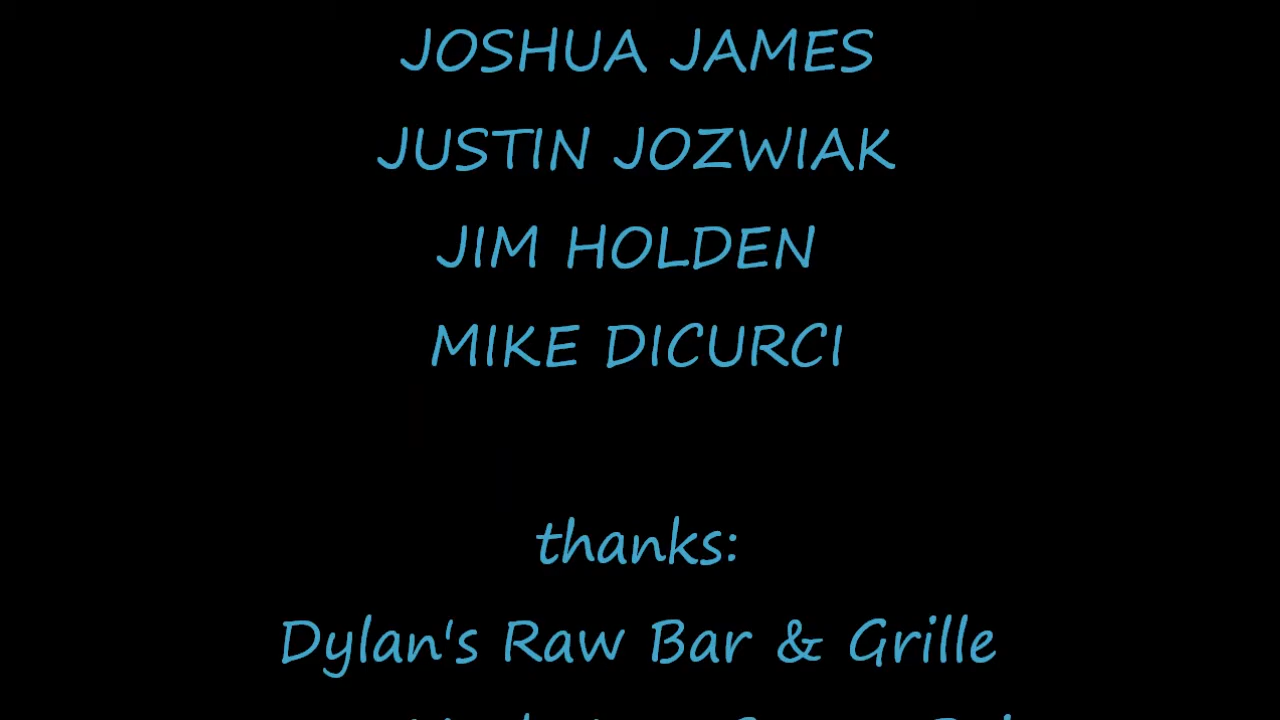 JOSHUA JAMES
JUSTIN JOZWIAK
JIM HOLDEN
MIKE DICURCI
thanks:
Dylan's Raw Bar & Grille